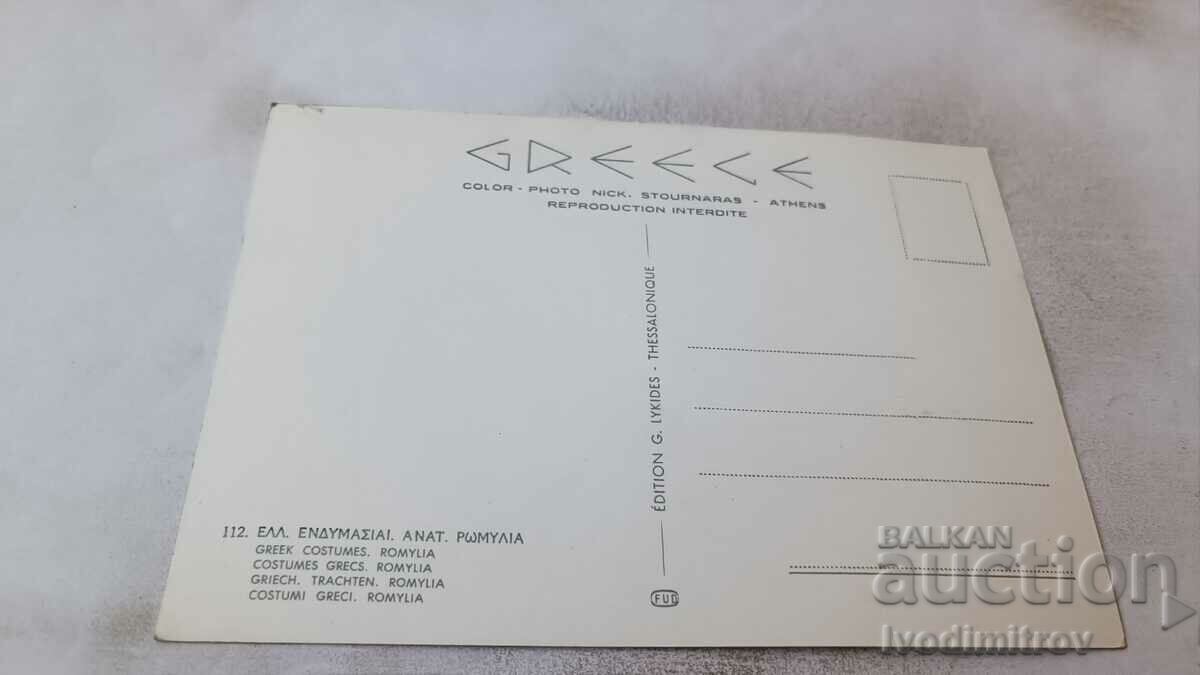 GREECE
COLOR - PHOTO NICK. STOURNARAS - ATHENS
REPRODUCTION INTERDITE
ÉDITION G. LYKIDES - THESSALONIQUE
112. ΕΛΛ. ΕΝΔΥΜΑΣΙΑΙ. ΑΝΑΤ. ΡωΜΥΛΙΑ
GREEK COSTUMES. ROMYLIA
COSTUMES GRECS. ROMYLIA
GRIECH. TRACHTEN. ROMYLIA
COSTUMI GRECI. ROMYLIA
FUD
BALKAN
auction
Ivodimitrov